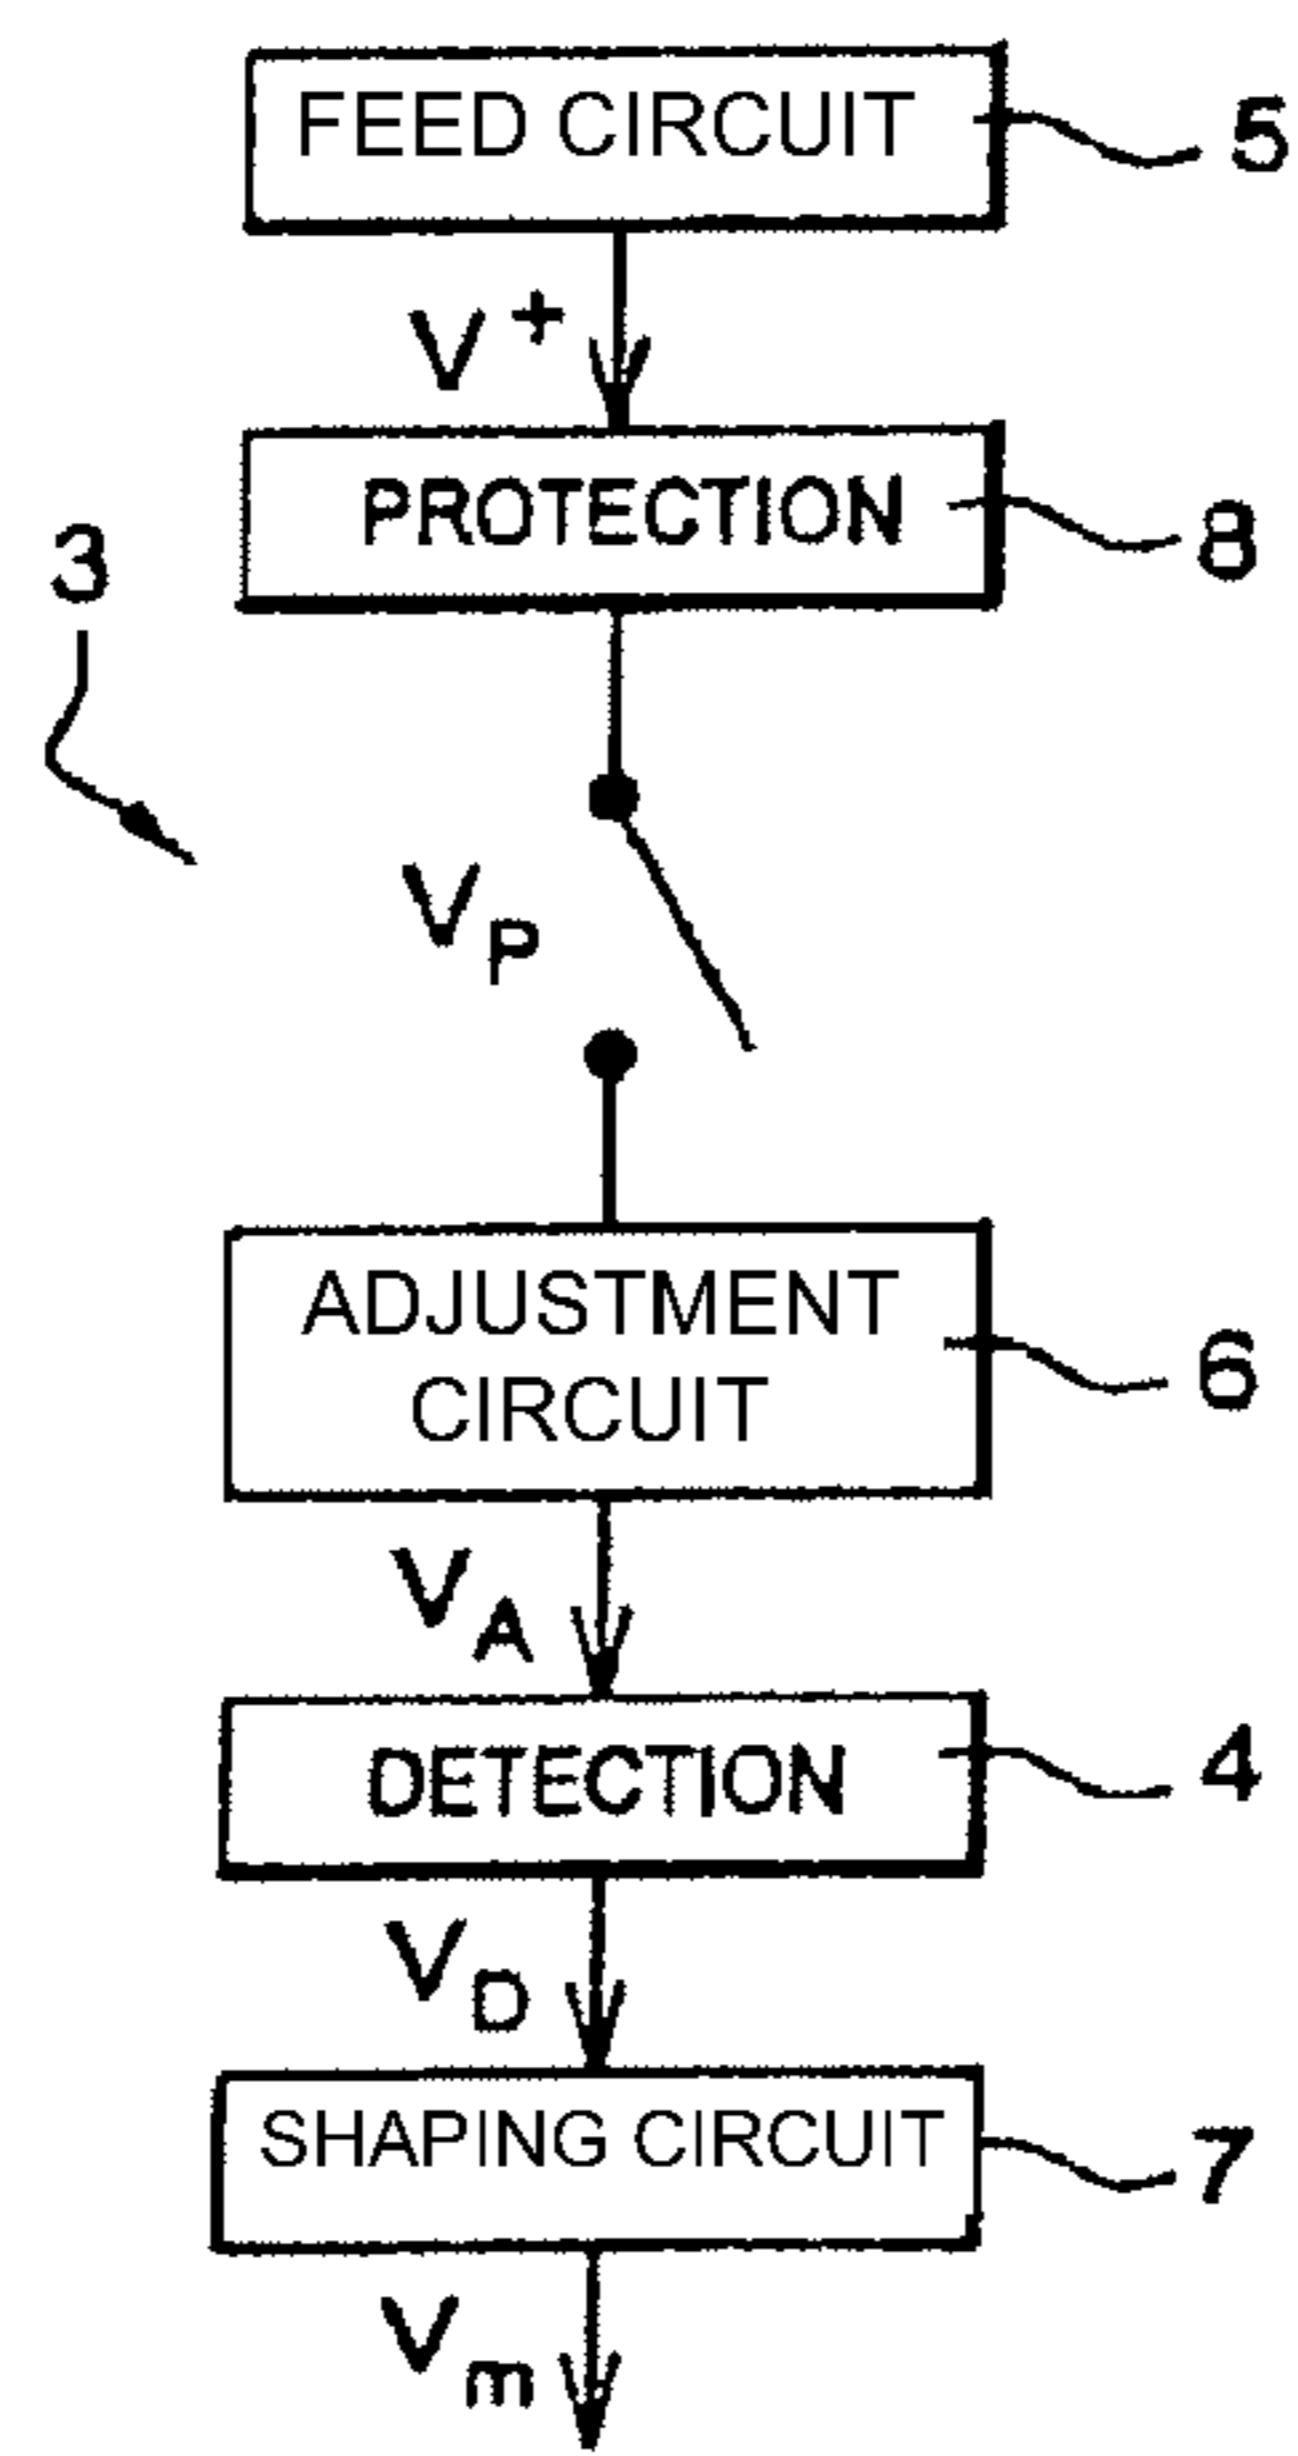 FEED CIRCUIT
5
V+
PROTECTION
8
3
VP
ADJUSTMENT
CIRCUIT
6
VA
DETECTION
4
VD
SHAPING CIRCUIT
7
Vm